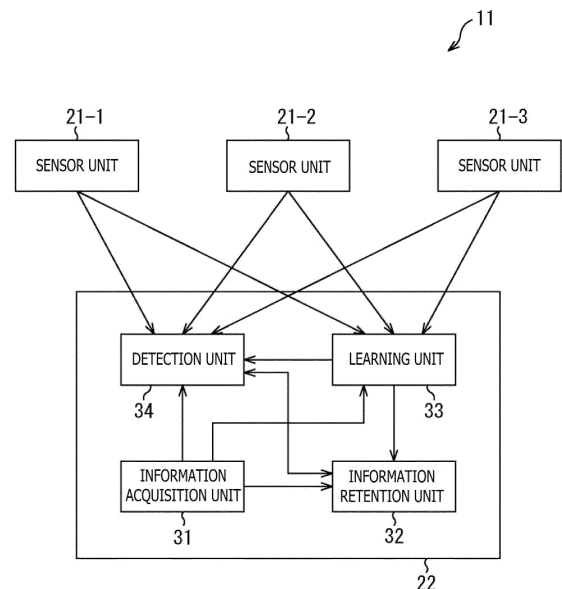 11
21-1
21-2
21-3
SENSOR UNIT
SENSOR UNIT
SENSOR UNIT
DETECTION UNIT
LEARNING UNIT
34
33
INFORMATION
ACQUISITION UNIT
INFORMATION
RETENTION UNIT
31
32
22